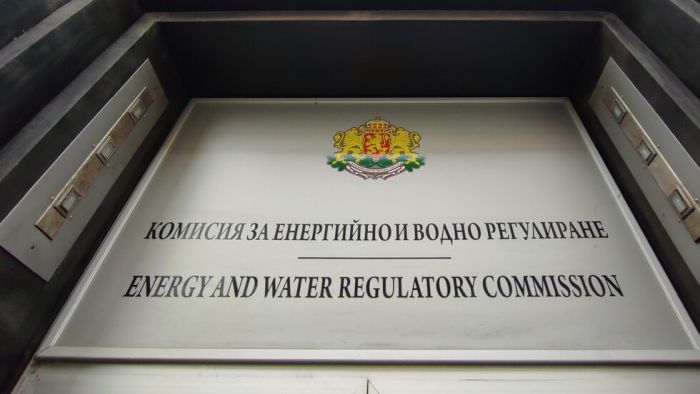 КОМИСИЯ ЗА ЕНЕРГИЙНО И ВОДНО РЕГУЛИРАНЕ
ENERGY AND WATER REGULATORY COMMISSION